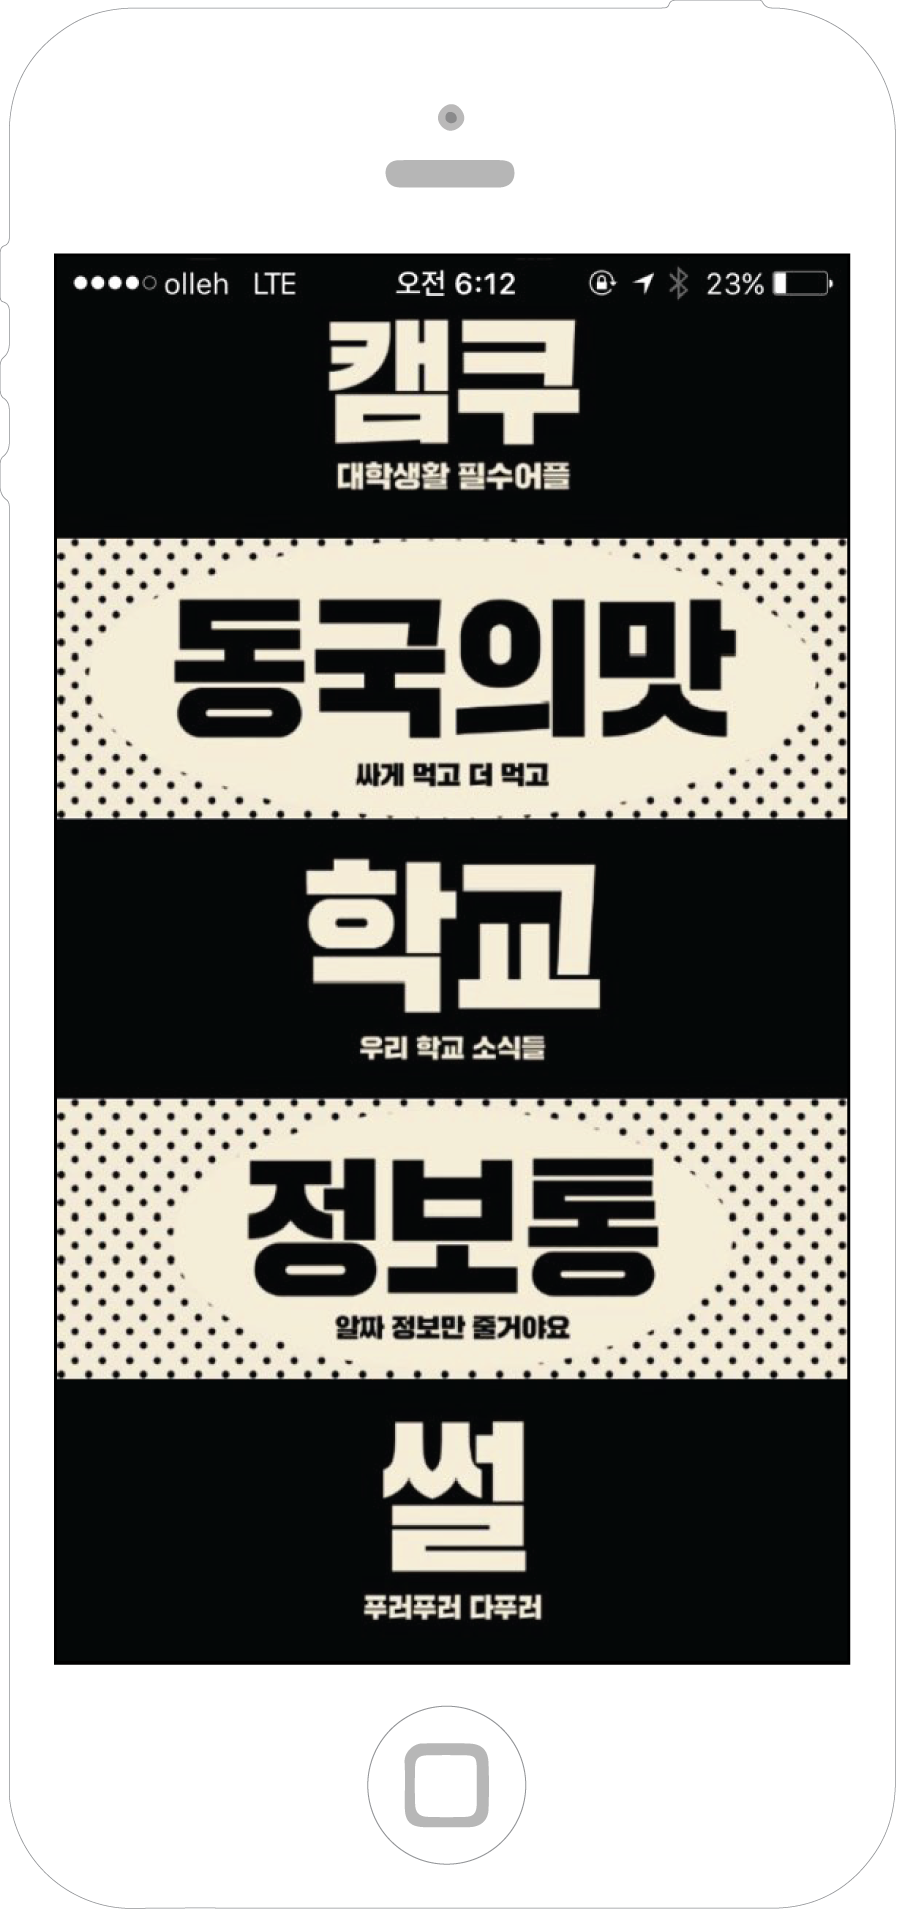 olleh LTE 오전 6:12 23%
캠쿠
대학생활 필수어플
동국의맛
싸게 먹고 더 먹고
학교
우리 학교 소식들
정보통
알짜 정보만 줄거야요
썰
푸러푸러 다푸러